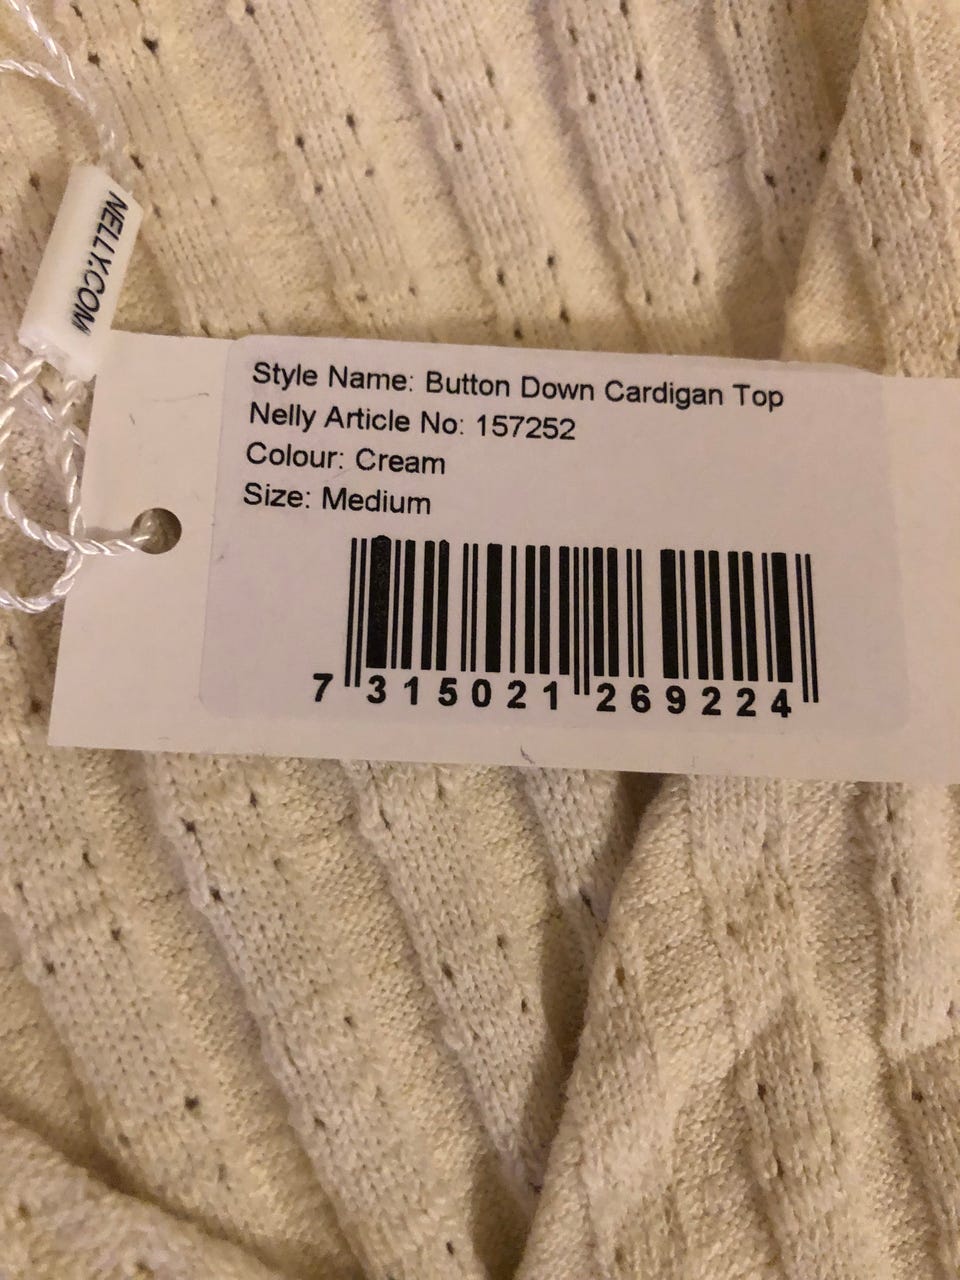 NELLY.COM
Style Name: Button Down Cardigan Top
Nelly Article No: 157252
Colour: Cream
Size: Medium
7 315021 269224